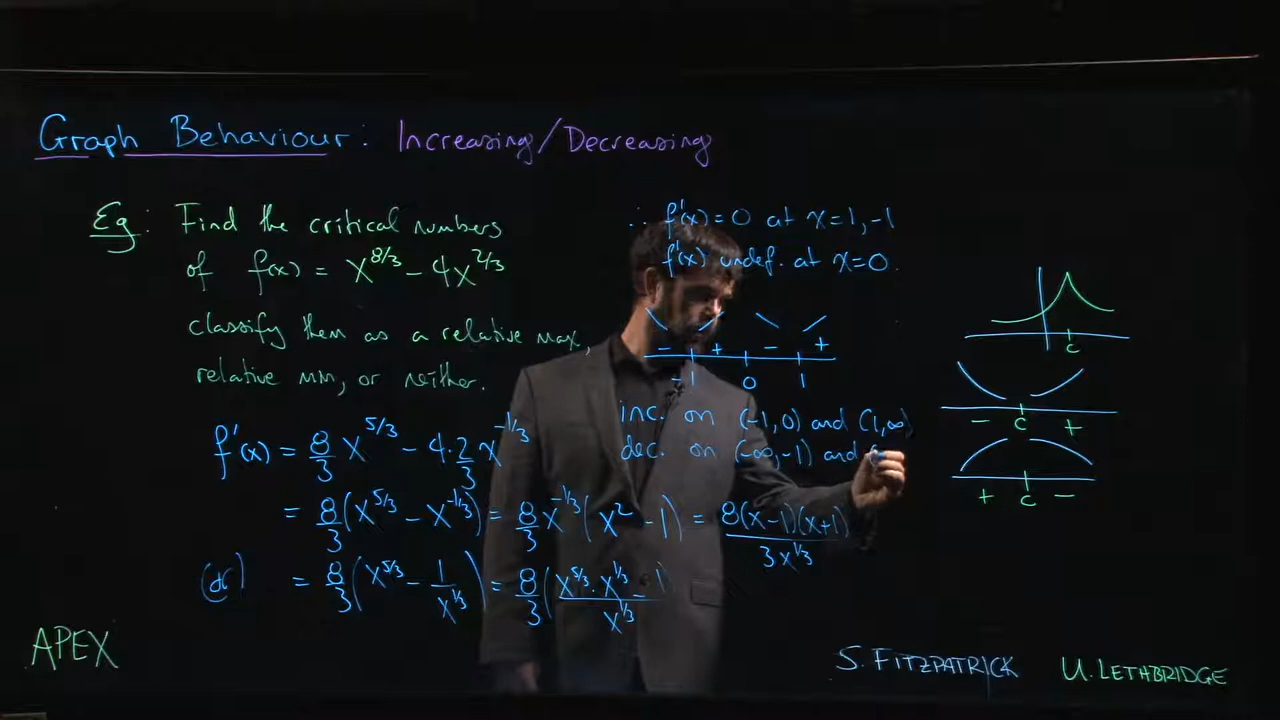 Graph Behaviour: Increasing/Decreasing
Eg: Find the critical numbers
of f(x) = x^{8/3} - 4x^{2/3}
classify them as a relative max,
relative min, or neither.
f'(x) = 8/3 x^{5/3} - 4·2/3 x^{-1/3}
= 8/3 (x^{5/3} - x^{-1/3}) = 8/3 x^{-1/3} (x^2 - 1) = 8(x-1)(x+1) / 3x^{1/3}
(or) = 8/3 (x^{5/3} - 1/x^{1/3}) = 8/3 (x^{5/3} · x^{1/3} - 1 / x^{1/3}
∴ f'(x) = 0 at x = 1, -1
f'(x) undef. at x = 0.
- + - +
-1 0 1
inc. on (-1, 0) and (1, ∞)
dec. on (-∞, -1) and (
c
- c +
+ c -
APEX
S. FITZPATRICK U. LETHBRIDGE